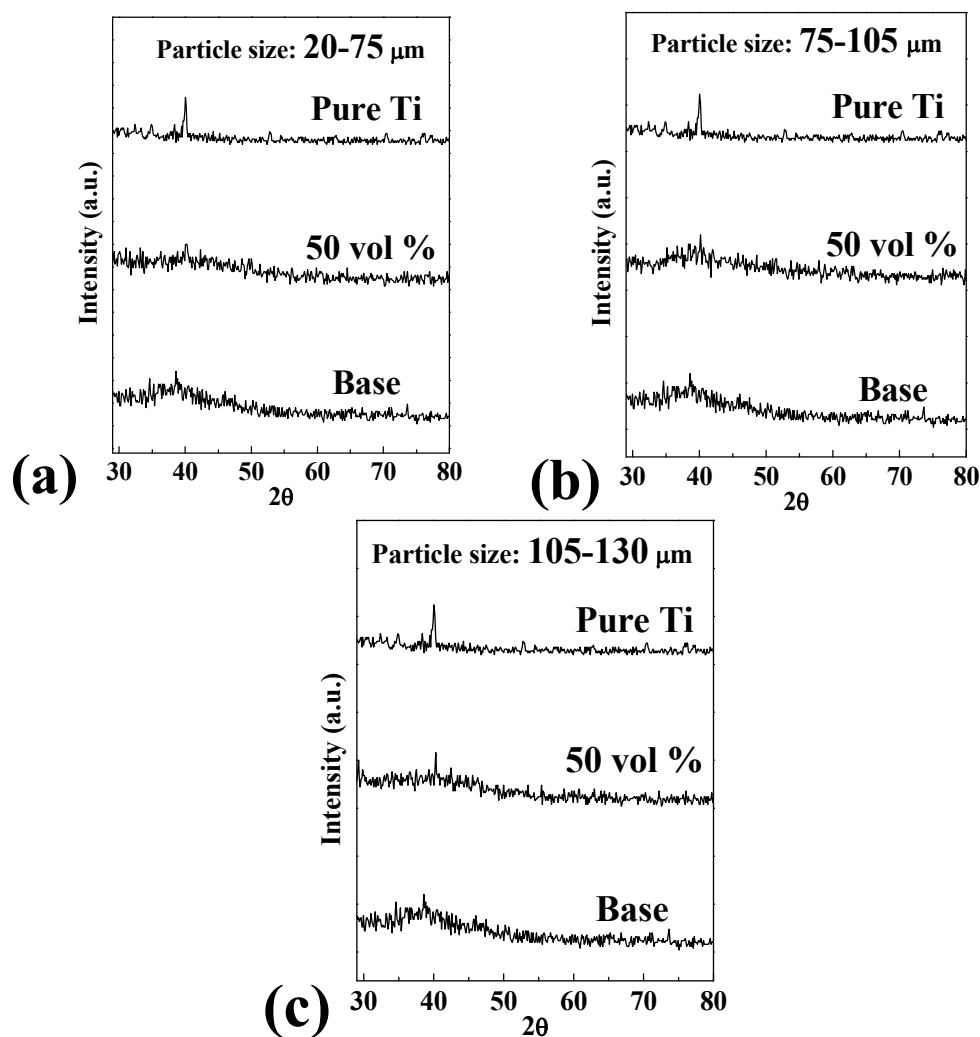 Particle size: 20-75 μm
Pure Ti
50 vol %
Base
Intensity (a.u.)
30 40 50 60 70 80
2θ
(a)
Particle size: 75-105 μm
Pure Ti
50 vol %
Base
Intensity (a.u.)
30 40 50 60 70 80
2θ
(b)
Particle size: 105-130 μm
Pure Ti
50 vol %
Base
Intensity (a.u.)
30 40 50 60 70 80
2θ
(c)